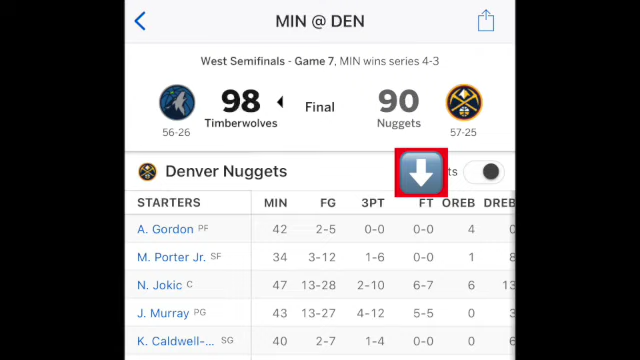 MIN @ DEN
West Semifinals - Game 7, MIN wins series 4-3
98 Final 90
Timberwolves Nuggets
56-26 57-25
Denver Nuggets ts
STARTERS MIN FG 3PT FT OREB DREB
A. Gordon PF 42 2-5 0-0 0-0 4
M. Porter Jr. SF 34 3-12 1-6 0-0 1 8
N. Jokic C 47 13-28 2-10 6-7 6 13
J. Murray PG 43 13-27 4-12 5-5 0 3
K. Caldwell-... SG 40 2-7 1-4 0-0 0